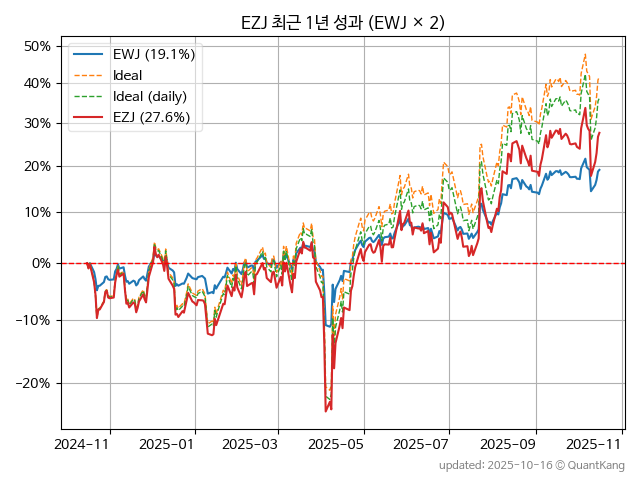 EZJ 최근 1년 성과 (EWJ × 2)
50%
40%
30%
20%
10%
0%
−10%
−20%
EWJ (19.1%)
Ideal
Ideal (daily)
EZJ (27.6%)
2024-11
2025-01
2025-03
2025-05
2025-07
2025-09
2025-11
updated: 2025-10-16 © QuantKang